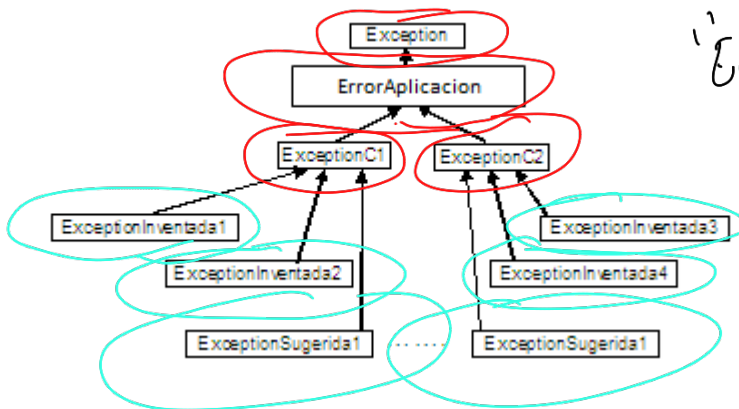 Exception
ErrorAplicacion
ExceptionC1
ExceptionC2
ExceptionInventada1
ExceptionInventada3
ExceptionInventada2
ExceptionInventada4
ExceptionSugerida1
.. .....
ExceptionSugerida1